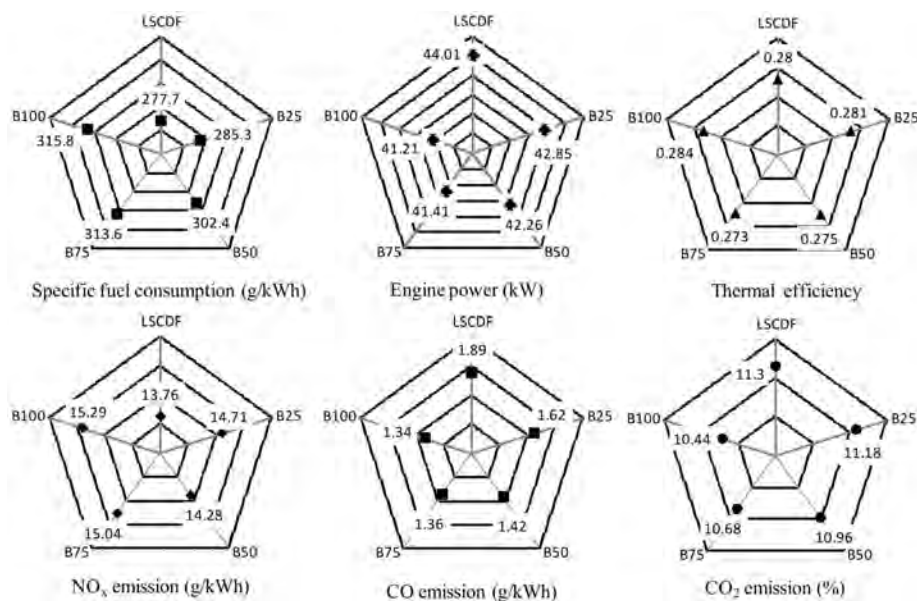 LSCDF
277.7
B100
315.8
B25
285.3
313.6
302.4
B75
B50
Specific fuel consumption (g/kWh)
LSCDF
44.01
B100
41.21
B25
42.85
41.41
42.26
B75
B50
Engine power (kW)
LSCDF
0.28
B100
0.284
B25
0.281
0.273
0.275
B75
B50
Thermal efficiency
LSCDF
13.76
B100
15.29
B25
14.71
15.04
14.28
B75
B50
NOx emission (g/kWh)
LSCDF
1.89
B100
1.34
B25
1.62
1.36
1.42
B75
B50
CO emission (g/kWh)
LSCDF
11.3
B100
10.44
B25
11.18
10.68
10.96
B75
B50
CO2 emission (%)